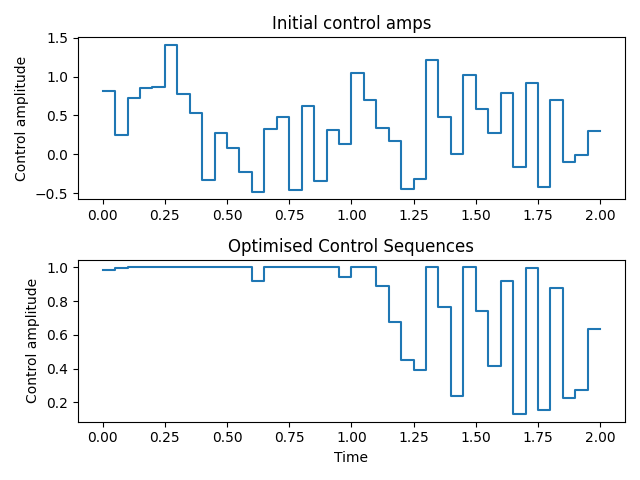 Initial control amps
Control amplitude
1.5
1.0
0.5
0.0
−0.5
0.00 0.25 0.50 0.75 1.00 1.25 1.50 1.75 2.00
Optimised Control Sequences
Control amplitude
1.0
0.8
0.6
0.4
0.2
0.00 0.25 0.50 0.75 1.00 1.25 1.50 1.75 2.00
Time